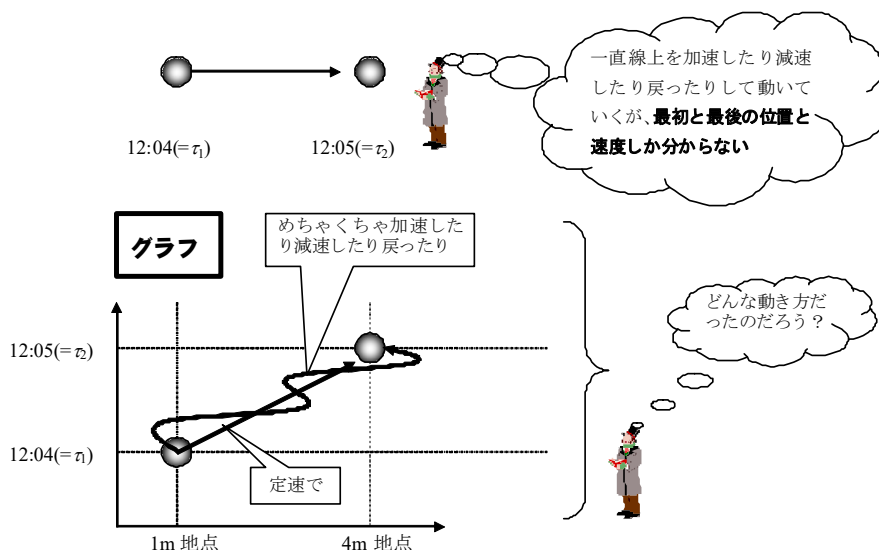 一直線上を加速したり減速
したり戻ったりして動いて
いくが、最初と最後の位置と
速度しか分からない
12:04(=τ₁)
12:05(=τ₂)
グラフ
めちゃくちゃ加速した
り減速したり戻ったり
どんな動き方だ
ったのだろう？
12:05(=τ₂)
12:04(=τ₁)
定速で
1m 地点
4m 地点